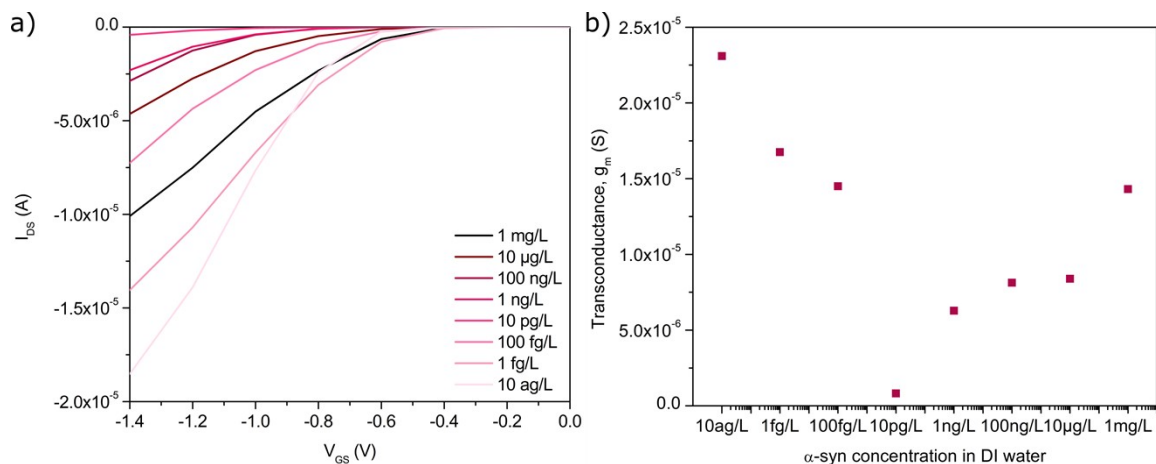 a)
0.0
-5.0x10⁻⁶
-1.0x10⁻⁵
-1.5x10⁻⁵
-2.0x10⁻⁵
I_DS (A)
-1.4 -1.2 -1.0 -0.8 -0.6 -0.4 -0.2 0.0
V_GS (V)
1 mg/L
10 µg/L
100 ng/L
1 ng/L
10 pg/L
100 fg/L
1 fg/L
10 ag/L
b)
2.5x10⁻⁵
2.0x10⁻⁵
1.5x10⁻⁵
1.0x10⁻⁵
5.0x10⁻⁶
0.0
Transconductance, g_m (S)
10ag/L 1fg/L 100fg/L 10pg/L 1ng/L 100ng/L 10µg/L 1mg/L
α-syn concentration in DI water